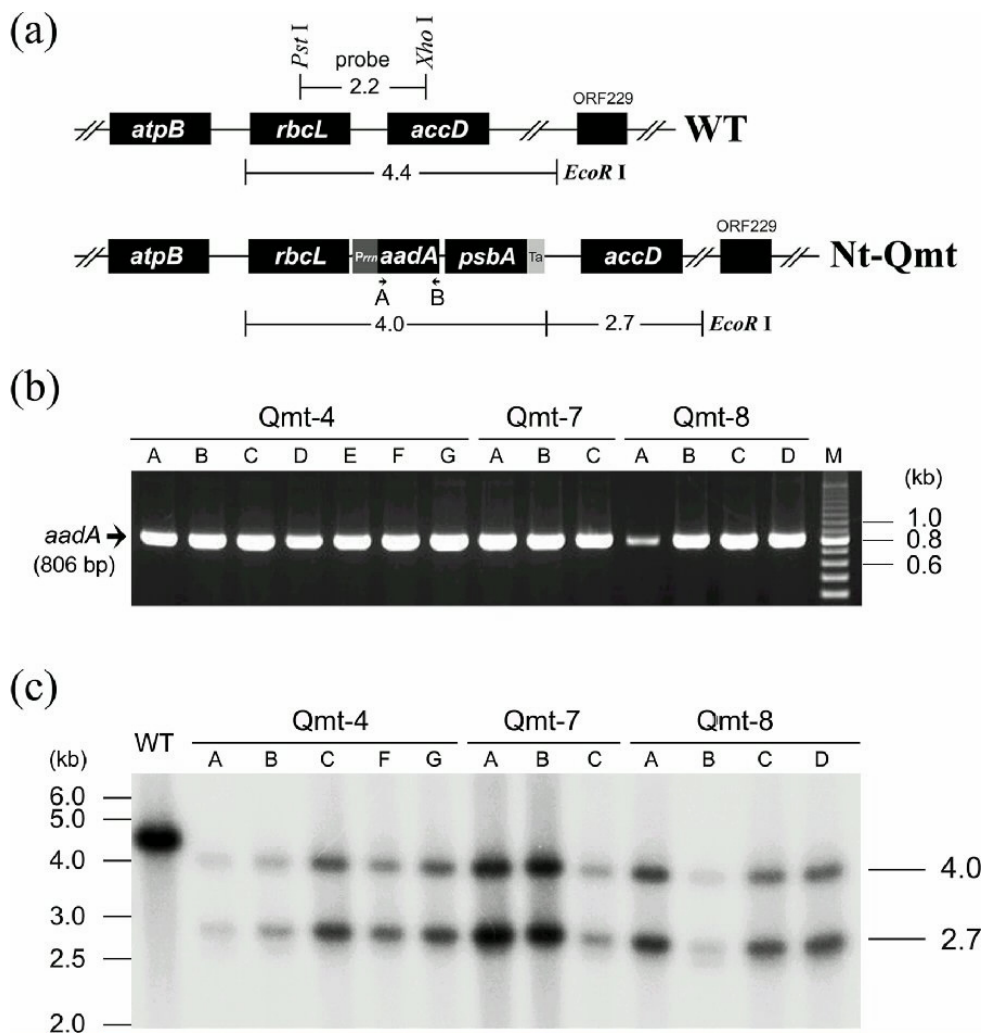 (a)
Pst I
Xho I
probe
2.2
ORF229
atpB rbcL accD WT
4.4 EcoR I
ORF229
atpB rbcL Prrn aadA psbA Ta accD Nt-Qmt
A B
4.0 2.7 EcoR I
(b)
Qmt-4 Qmt-7 Qmt-8
A B C D E F G A B C A B C D M
(kb)
aadA
(806 bp)
1.0
0.8
0.6
(c)
Qmt-4 Qmt-7 Qmt-8
WT
(kb) A B C F G A B C A B C D
6.0
5.0
4.0 4.0
3.0
2.5 2.7
2.0